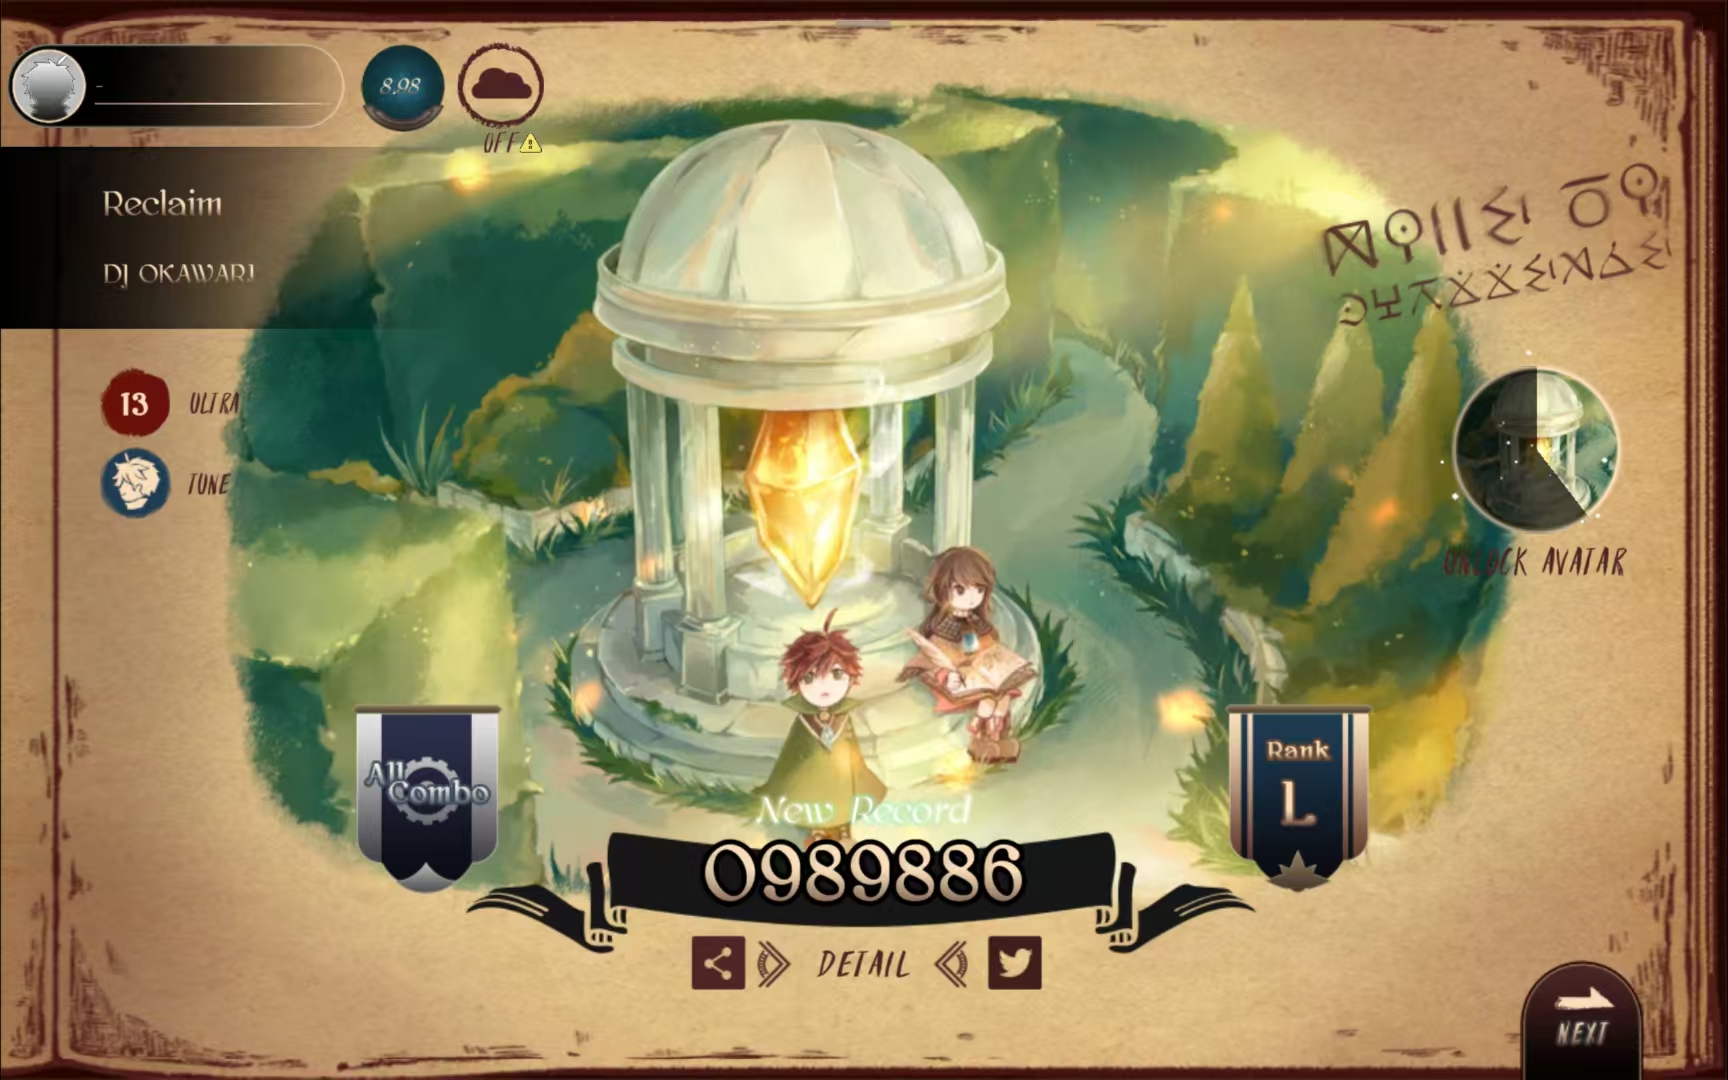 -
8.98
OFF
Reclaim
DJ OKAWARI
13 ULTRA
TUNE
UNLOCK AVATAR
All Combo
Rank
L
New Record
0989886
DETAIL
NEXT